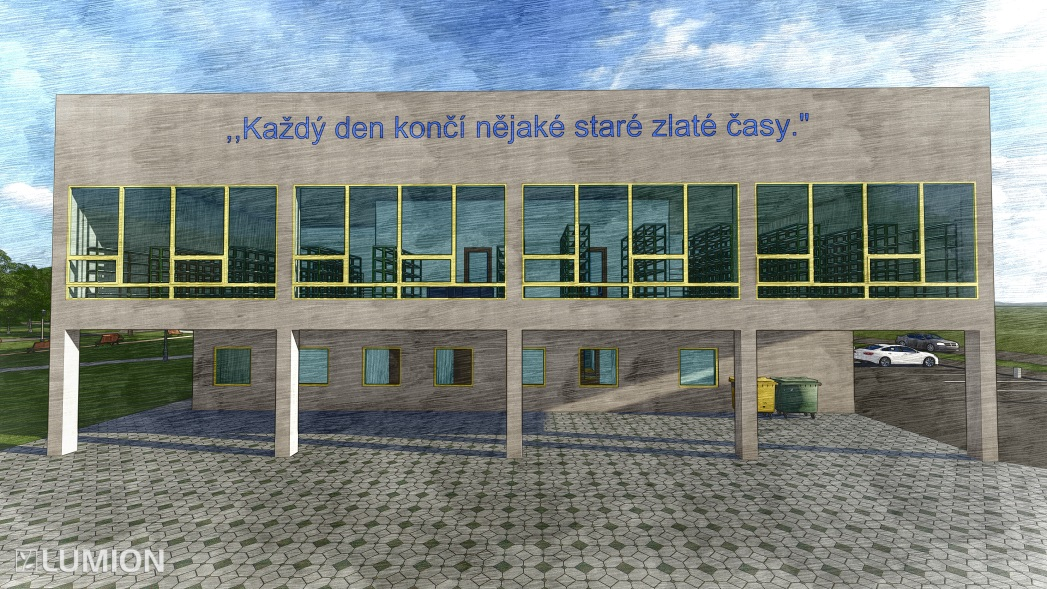 ,,Každý den končí nějaké staré zlaté časy."
LUMION